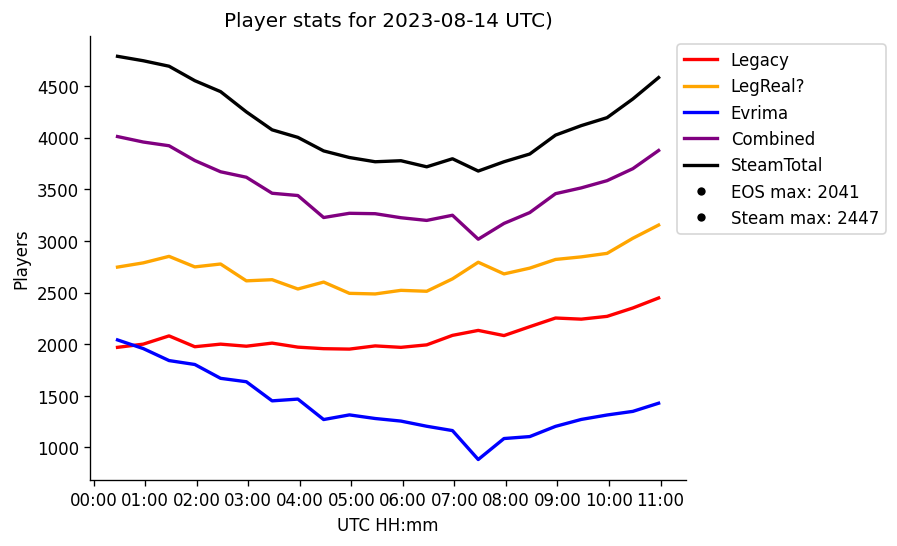 Player stats for 2023-08-14 UTC)
Legacy
LegReal?
Evrima
Combined
SteamTotal
EOS max: 2041
Steam max: 2447
Players
4500
4000
3500
3000
2500
2000
1500
1000
00:00 01:00 02:00 03:00 04:00 05:00 06:00 07:00 08:00 09:00 10:00 11:00
UTC HH:mm